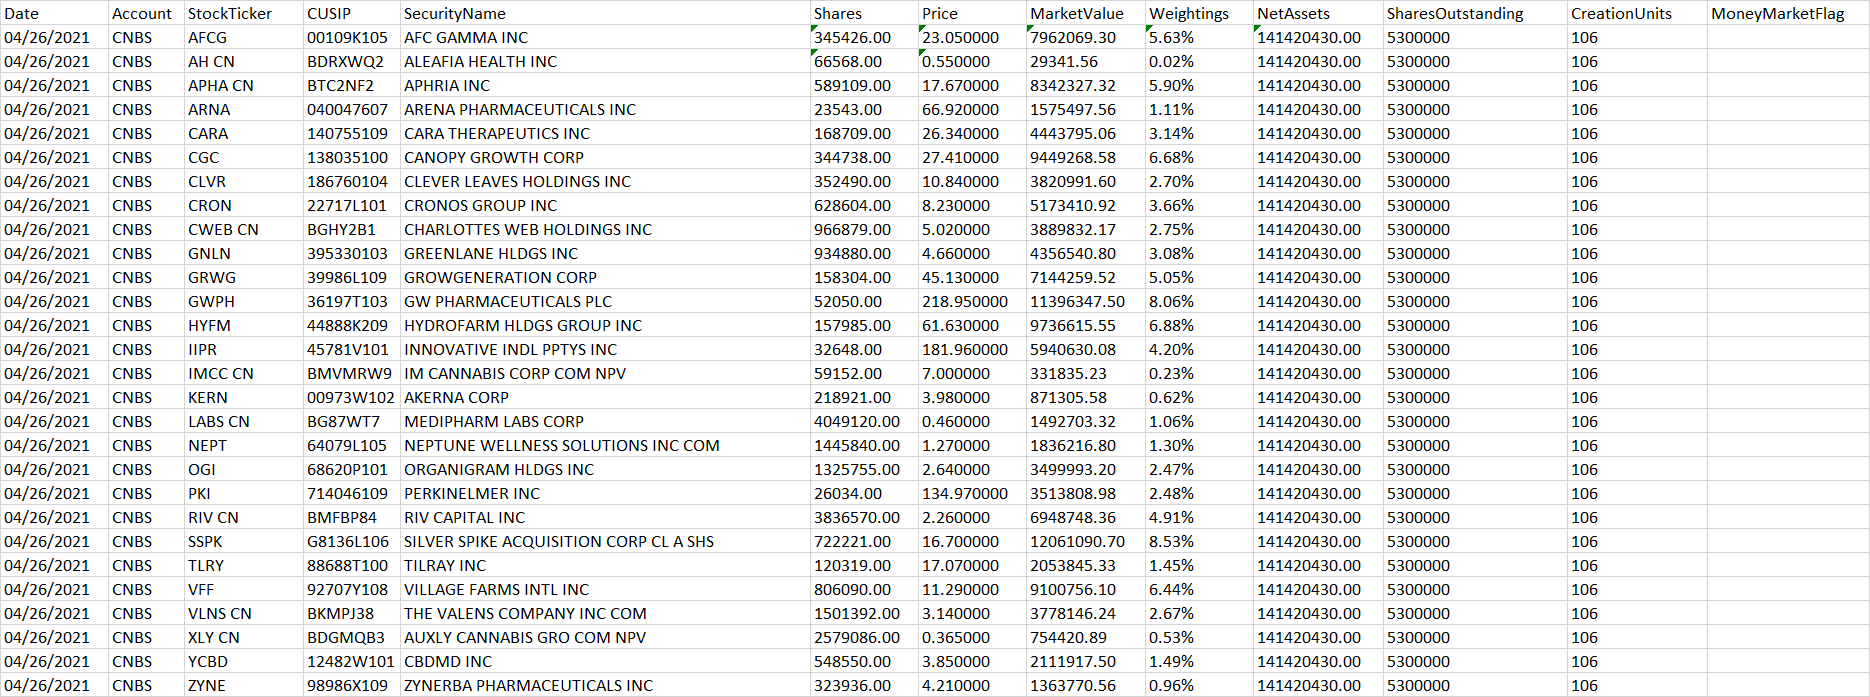 Date Account StockTicker CUSIP SecurityName Shares Price MarketValue Weightings NetAssets SharesOutstanding CreationUnits MoneyMarketFlag
04/26/2021 CNBS AFCG 00109K105 AFC GAMMA INC 345426.00 23.050000 7962069.30 5.63% 141420430.00 5300000 106
04/26/2021 CNBS AH CN BDRXWQ2 ALEAFIA HEALTH INC 66568.00 0.550000 29341.56 0.02% 141420430.00 5300000 106
04/26/2021 CNBS APHA CN BTC2NF2 APHRIA INC 589109.00 17.670000 8342327.32 5.90% 141420430.00 5300000 106
04/26/2021 CNBS ARNA 040047607 ARENA PHARMACEUTICALS INC 23543.00 66.920000 1575497.56 1.11% 141420430.00 5300000 106
04/26/2021 CNBS CARA 140755109 CARA THERAPEUTICS INC 168709.00 26.340000 4443795.06 3.14% 141420430.00 5300000 106
04/26/2021 CNBS CGC 138035100 CANOPY GROWTH CORP 344738.00 27.410000 9449268.58 6.68% 141420430.00 5300000 106
04/26/2021 CNBS CLVR 186760104 CLEVER LEAVES HOLDINGS INC 352490.00 10.840000 3820991.60 2.70% 141420430.00 5300000 106
04/26/2021 CNBS CRON 22717L101 CRONOS GROUP INC 628604.00 8.230000 5173410.92 3.66% 141420430.00 5300000 106
04/26/2021 CNBS CWEB CN BGHY2B1 CHARLOTTES WEB HOLDINGS INC 966879.00 5.020000 3889832.17 2.75% 141420430.00 5300000 106
04/26/2021 CNBS GNLN 395330103 GREENLANE HLDGS INC 934880.00 4.660000 4356540.80 3.08% 141420430.00 5300000 106
04/26/2021 CNBS GRWG 39986L109 GROWGENERATION CORP 158304.00 45.130000 7144259.52 5.05% 141420430.00 5300000 106
04/26/2021 CNBS GWPH 36197T103 GW PHARMACEUTICALS PLC 52050.00 218.950000 11396347.50 8.06% 141420430.00 5300000 106
04/26/2021 CNBS HYFM 44888K209 HYDROFARM HLDGS GROUP INC 157985.00 61.630000 9736615.55 6.88% 141420430.00 5300000 106
04/26/2021 CNBS IIPR 45781V101 INNOVATIVE INDL PPTYS INC 32648.00 181.960000 5940630.08 4.20% 141420430.00 5300000 106
04/26/2021 CNBS IMCC CN BMVMRW9 IM CANNABIS CORP COM NPV 59152.00 7.000000 331835.23 0.23% 141420430.00 5300000 106
04/26/2021 CNBS KERN 00973W102 AKERNA CORP 218921.00 3.980000 871305.58 0.62% 141420430.00 5300000 106
04/26/2021 CNBS LABS CN BG87WT7 MEDIPHARM LABS CORP 4049120.00 0.460000 1492703.32 1.06% 141420430.00 5300000 106
04/26/2021 CNBS NEPT 64079L105 NEPTUNE WELLNESS SOLUTIONS INC COM 1445840.00 1.270000 1836216.80 1.30% 141420430.00 5300000 106
04/26/2021 CNBS OGI 68620P101 ORGANIGRAM HLDGS INC 1325755.00 2.640000 3499993.20 2.47% 141420430.00 5300000 106
04/26/2021 CNBS PKI 714046109 PERKINELMER INC 26034.00 134.970000 3513808.98 2.48% 141420430.00 5300000 106
04/26/2021 CNBS RIV CN BMFBP84 RIV CAPITAL INC 3836570.00 2.260000 6948748.36 4.91% 141420430.00 5300000 106
04/26/2021 CNBS SSPK G8136L106 SILVER SPIKE ACQUISITION CORP CL A SHS 722221.00 16.700000 12061090.70 8.53% 141420430.00 5300000 106
04/26/2021 CNBS TLRY 88688T100 TILRAY INC 120319.00 17.070000 2053845.33 1.45% 141420430.00 5300000 106
04/26/2021 CNBS VFF 92707Y108 VILLAGE FARMS INTL INC 806090.00 11.290000 9100756.10 6.44% 141420430.00 5300000 106
04/26/2021 CNBS VLNS CN BKMPJ38 THE VALENS COMPANY INC COM 1501392.00 3.140000 3778146.24 2.67% 141420430.00 5300000 106
04/26/2021 CNBS XLY CN BDGMQB3 AUXLY CANNABIS GRO COM NPV 2579086.00 0.365000 754420.89 0.53% 141420430.00 5300000 106
04/26/2021 CNBS YCBD 12482W101 CBDMD INC 548550.00 3.850000 2111917.50 1.49% 141420430.00 5300000 106
04/26/2021 CNBS ZYNE 98986X109 ZYNERBA PHARMACEUTICALS INC 323936.00 4.210000 1363770.56 0.96% 141420430.00 5300000 106